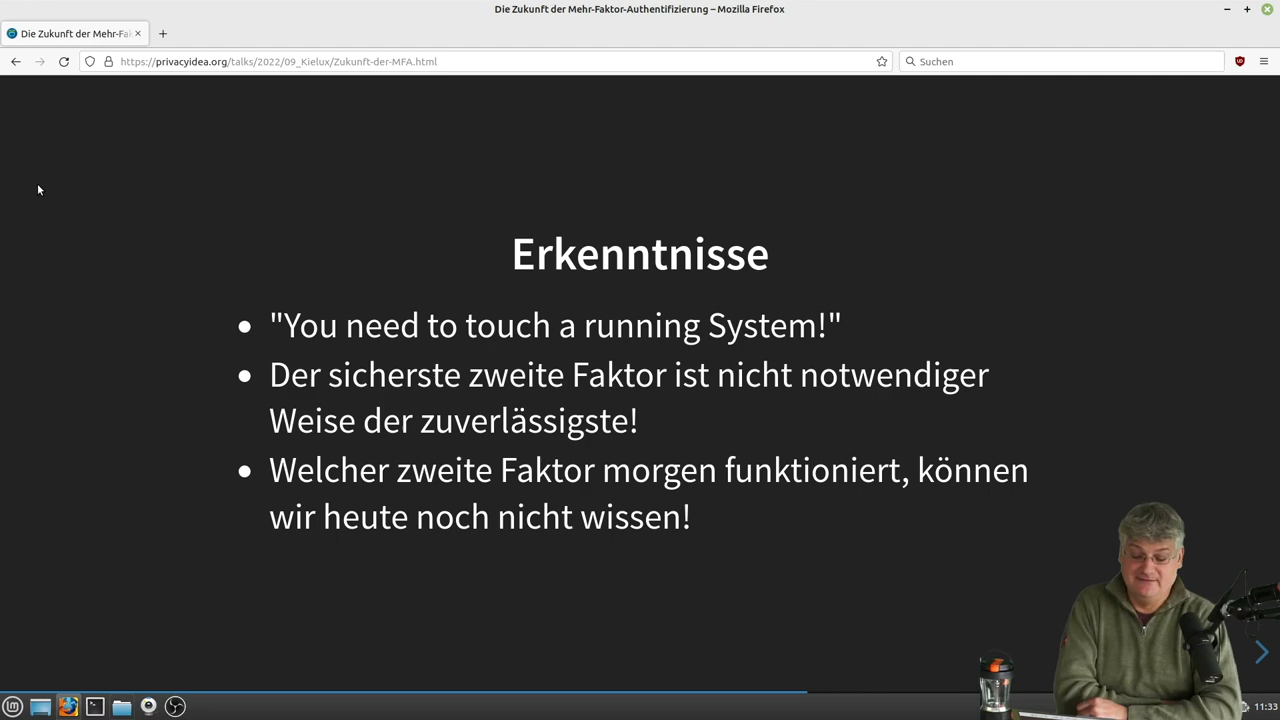 Die Zukunft der Mehr-Faktor-Authentifizierung – Mozilla Firefox
Die Zukunft der Mehr-Fak
https://privacyidea.org/talks/2022/09_Kielux/Zukunft-der-MFA.html
Suchen
Erkenntnisse
"You need to touch a running System!"
Der sicherste zweite Faktor ist nicht notwendiger
Weise der zuverlässigste!
Welcher zweite Faktor morgen funktioniert, können
wir heute noch nicht wissen!
11:33